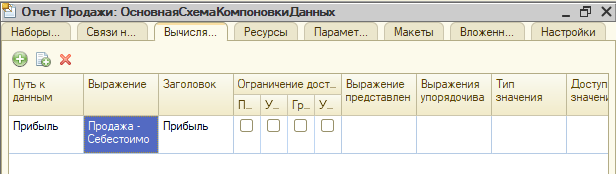 Отчет Продажи: ОсновнаяСхемаКомпоновкиДанных
Наборы... Связи н... Вычисля... Ресурсы Парамет... Макеты Вложенн... Настройки
Путь к данным Выражение Заголовок Ограничение дост... Выражение представлен Выражения упорядочива Тип значения Доступ значени
П... У... Гр... У...
Прибыль Продажа - Себестоимо Прибыль